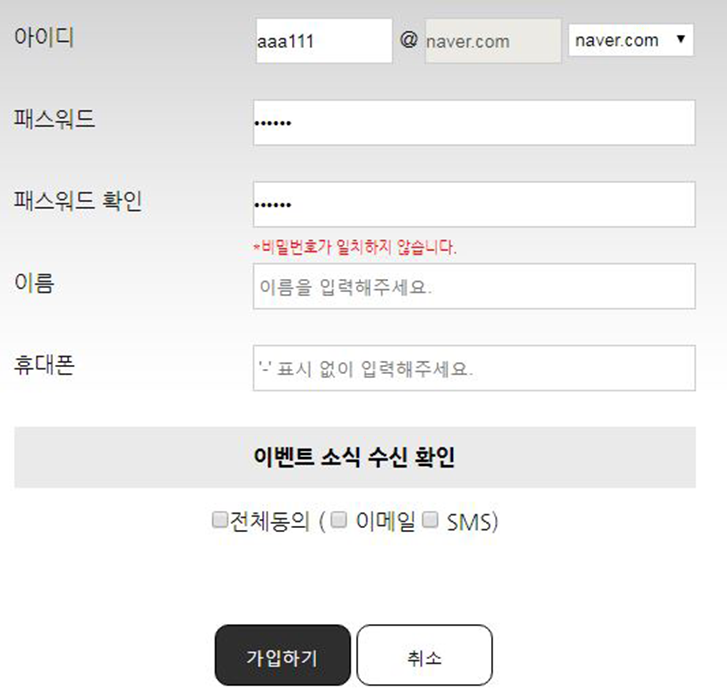 아이디 aaa111 @ naver.com naver.com
패스워드 ••••••
패스워드 확인 ••••••
*비밀번호가 일치하지 않습니다.
이름 이름을 입력해주세요.
휴대폰 '-' 표시 없이 입력해주세요.
이벤트 소식 수신 확인
전체동의 ( 이메일 SMS)
가입하기 취소